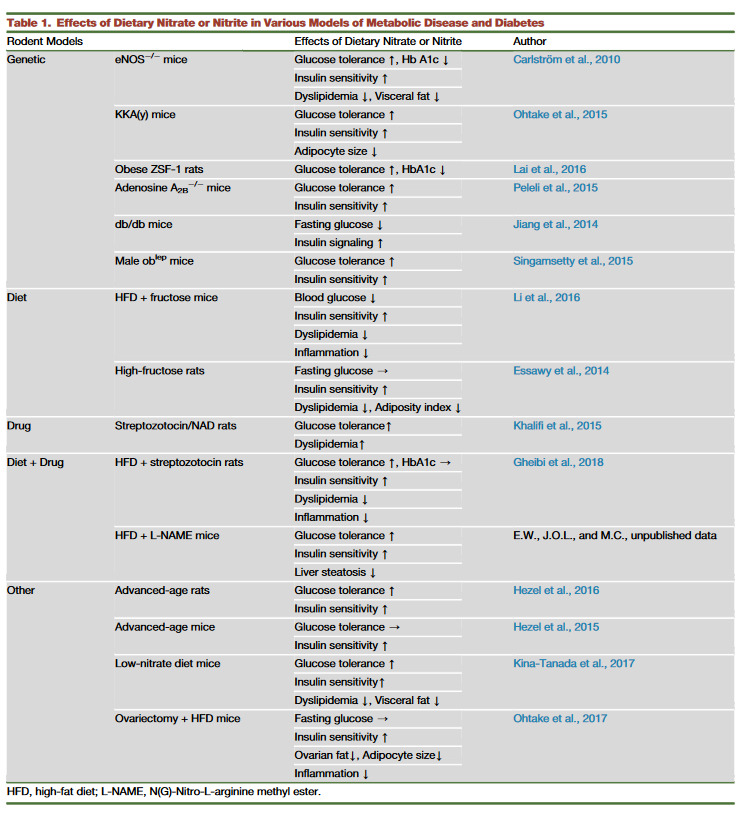 Table 1. Effects of Dietary Nitrate or Nitrite in Various Models of Metabolic Disease and Diabetes
Rodent Models Effects of Dietary Nitrate or Nitrite Author
Genetic eNOS−/− mice Glucose tolerance ↑, Hb A1c ↓ Carlström et al., 2010
Insulin sensitivity ↑
Dyslipidemia ↓, Visceral fat ↓
KKA(y) mice Glucose tolerance ↑ Ohtake et al., 2015
Insulin sensitivity ↑
Adipocyte size ↓
Obese ZSF-1 rats Glucose tolerance ↑, HbA1c ↓ Lai et al., 2016
Adenosine A2B−/− mice Glucose tolerance ↑ Peleli et al., 2015
Insulin sensitivity ↑
db/db mice Fasting glucose ↓ Jiang et al., 2014
Insulin signaling ↑
Male oblep mice Glucose tolerance ↑ Singamsetty et al., 2015
Insulin sensitivity ↑
Diet HFD + fructose mice Blood glucose ↓ Li et al., 2016
Insulin sensitivity ↑
Dyslipidemia ↓
Inflammation ↓
High-fructose rats Fasting glucose → Essawy et al., 2014
Insulin sensitivity ↑
Dyslipidemia ↓, Adiposity index ↓
Drug Streptozotocin/NAD rats Glucose tolerance↑ Khalifi et al., 2015
Dyslipidemia↑
Diet + Drug HFD + streptozotocin rats Glucose tolerance ↑, HbA1c → Gheibi et al., 2018
Insulin sensitivity ↑
Dyslipidemia ↓
Inflammation ↓
HFD + L-NAME mice Glucose tolerance ↑ E.W., J.O.L., and M.C., unpublished data
Insulin sensitivity ↑
Liver steatosis ↓
Other Advanced-age rats Glucose tolerance ↑ Hezel et al., 2016
Insulin sensitivity ↑
Advanced-age mice Glucose tolerance → Hezel et al., 2015
Insulin sensitivity ↑
Low-nitrate diet mice Glucose tolerance ↑ Kina-Tanada et al., 2017
Insulin sensitivity↑
Dyslipidemia ↓, Visceral fat ↓
Ovariectomy + HFD mice Fasting glucose → Ohtake et al., 2017
Insulin sensitivity ↑
Ovarian fat↓, Adipocyte size↓
Inflammation ↓
HFD, high-fat diet; L-NAME, N(G)-Nitro-L-arginine methyl ester.